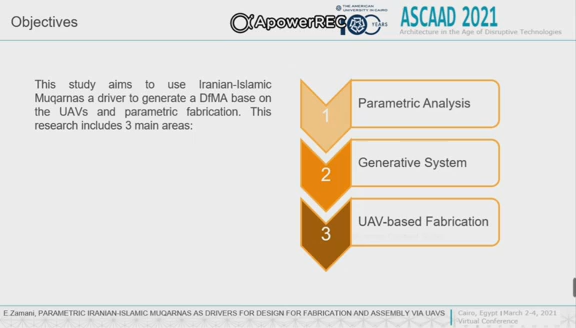 Objectives
ApowerREC
THE AMERICAN
UNIVERSITY IN CAIRO
100 YEARS
ASCAAD 2021
Architecture in the Age of Disruptive Technologies
This study aims to use Iranian-Islamic
Muqarnas a driver to generate a DfMA base on
the UAVs and parametric fabrication. This
research includes 3 main areas:
1 Parametric Analysis
2 Generative System
3 UAV-based Fabrication
E.Zamani, PARAMETRIC IRANIAN-ISLAMIC MUQARNAS AS DRIVERS FOR DESIGN FOR FABRICATION AND ASSEMBLY VIA UAVS
Cairo, Egypt March 2-4, 2021
Virtual Conference